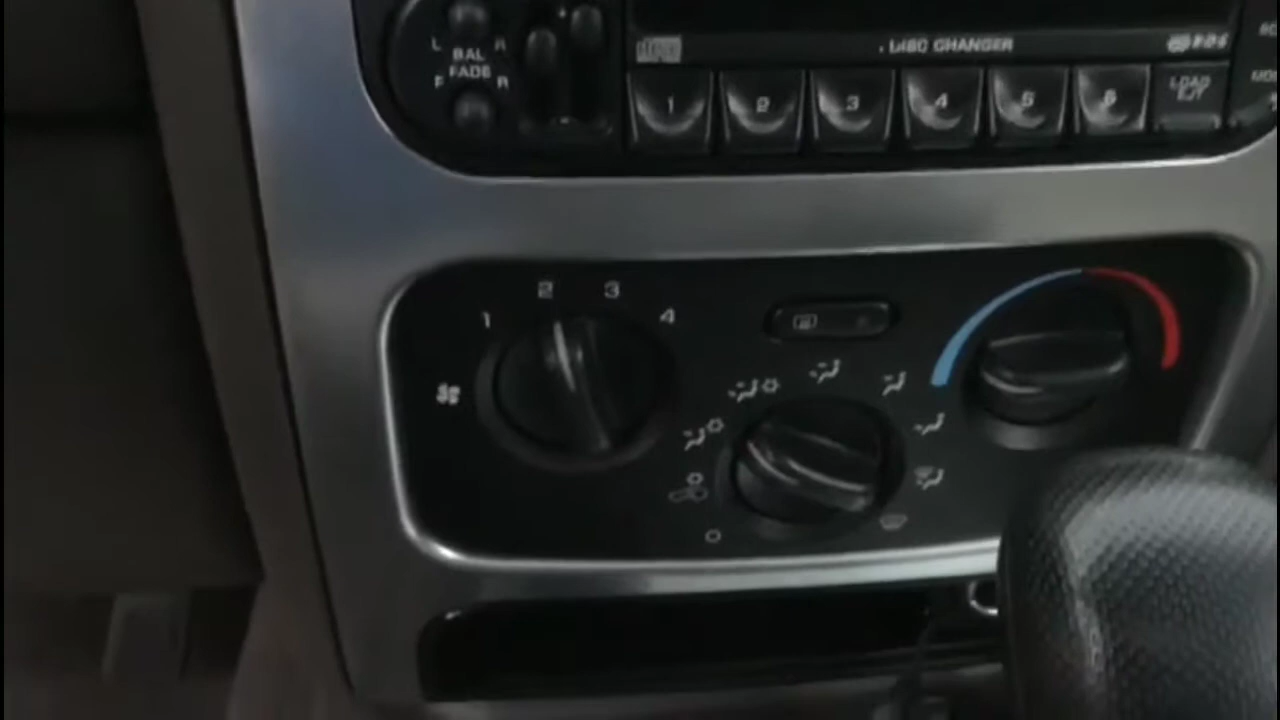 L BAL R
F FADE R
DISC CHANGER
1 2 3 4 5 6 LOAD
1 2 3 4